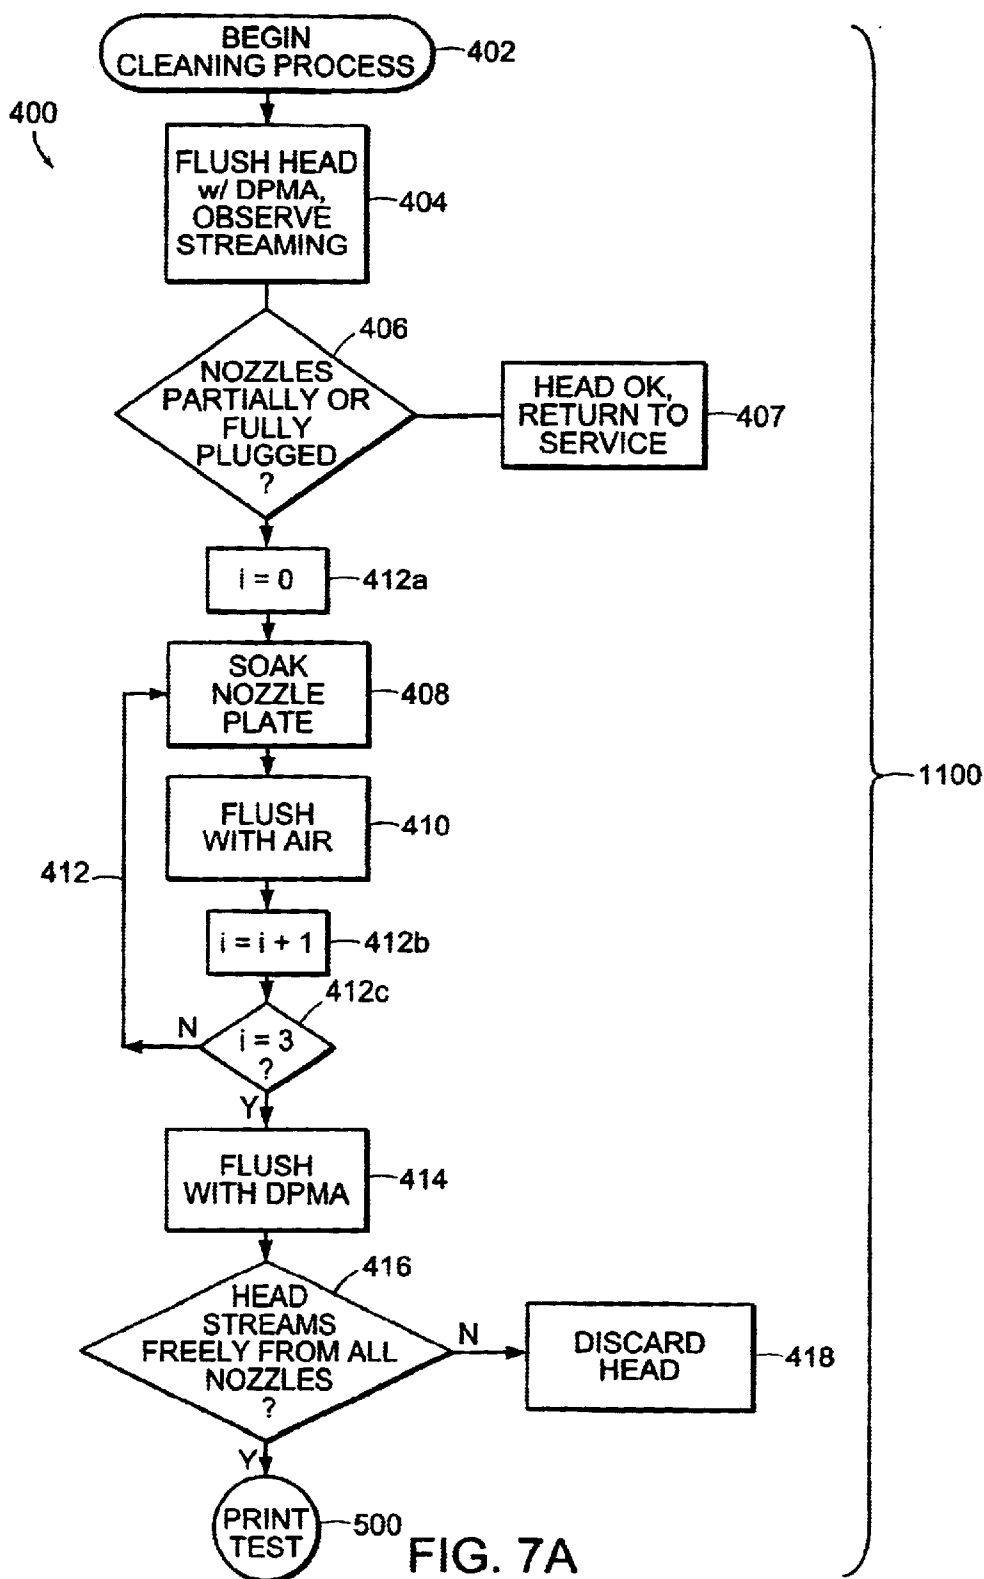 BEGIN
CLEANING PROCESS
402
400
FLUSH HEAD
w/ DPMA,
OBSERVE
STREAMING
404
406
NOZZLES
PARTIALLY OR
FULLY
PLUGGED
?
HEAD OK,
RETURN TO
SERVICE
407
i = 0
412a
SOAK
NOZZLE
PLATE
408
FLUSH
WITH AIR
410
412
i = i + 1
412b
412c
N
i = 3
?
Y
1100
FLUSH
WITH DPMA
414
416
HEAD
STREAMS
FREELY FROM ALL
NOZZLES
?
N
DISCARD
HEAD
418
Y
PRINT
TEST
500
FIG. 7A